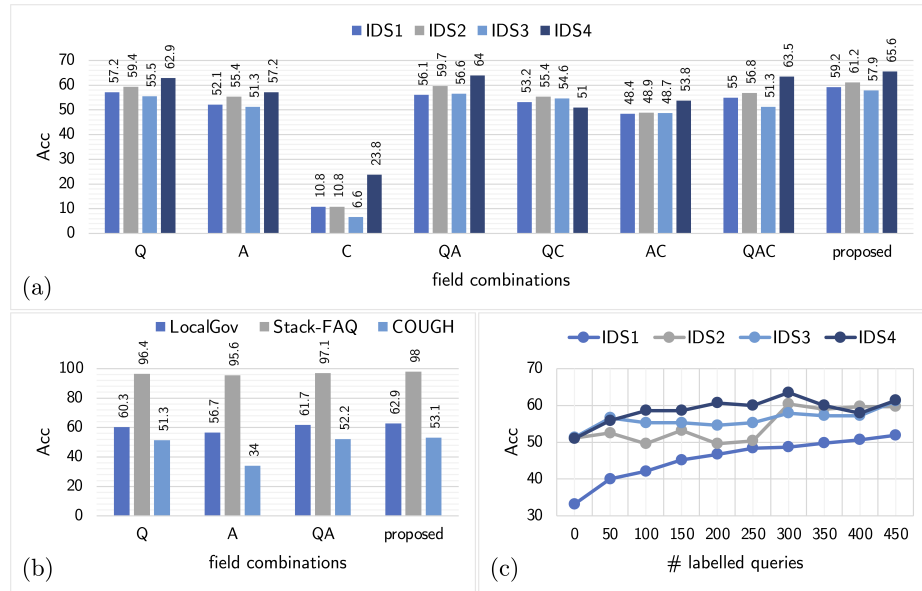 IDS1 IDS2 IDS3 IDS4
70
60
50
40
30
20
10
0
Acc
57.2 59.4 55.5 62.9
52.1 55.4 51.3 57.2
10.8 10.8 6.6 23.8
56.1 59.7 56.6 64
53.2 55.4 54.6 51
48.4 48.9 48.7 53.8
55 56.8 51.3 63.5
59.2 61.2 57.9 65.6
Q A C QA QC AC QAC proposed
field combinations
(a)
LocalGov Stack-FAQ COUGH
100
80
60
40
20
0
Acc
60.3 96.4 51.3
56.7 95.6 34
61.7 97.1 52.2
62.9 98 53.1
Q A QA proposed
field combinations
(b)
IDS1 IDS2 IDS3 IDS4
70
60
50
40
30
Acc
0 50 100 150 200 250 300 350 400 450
# labelled queries
(c)